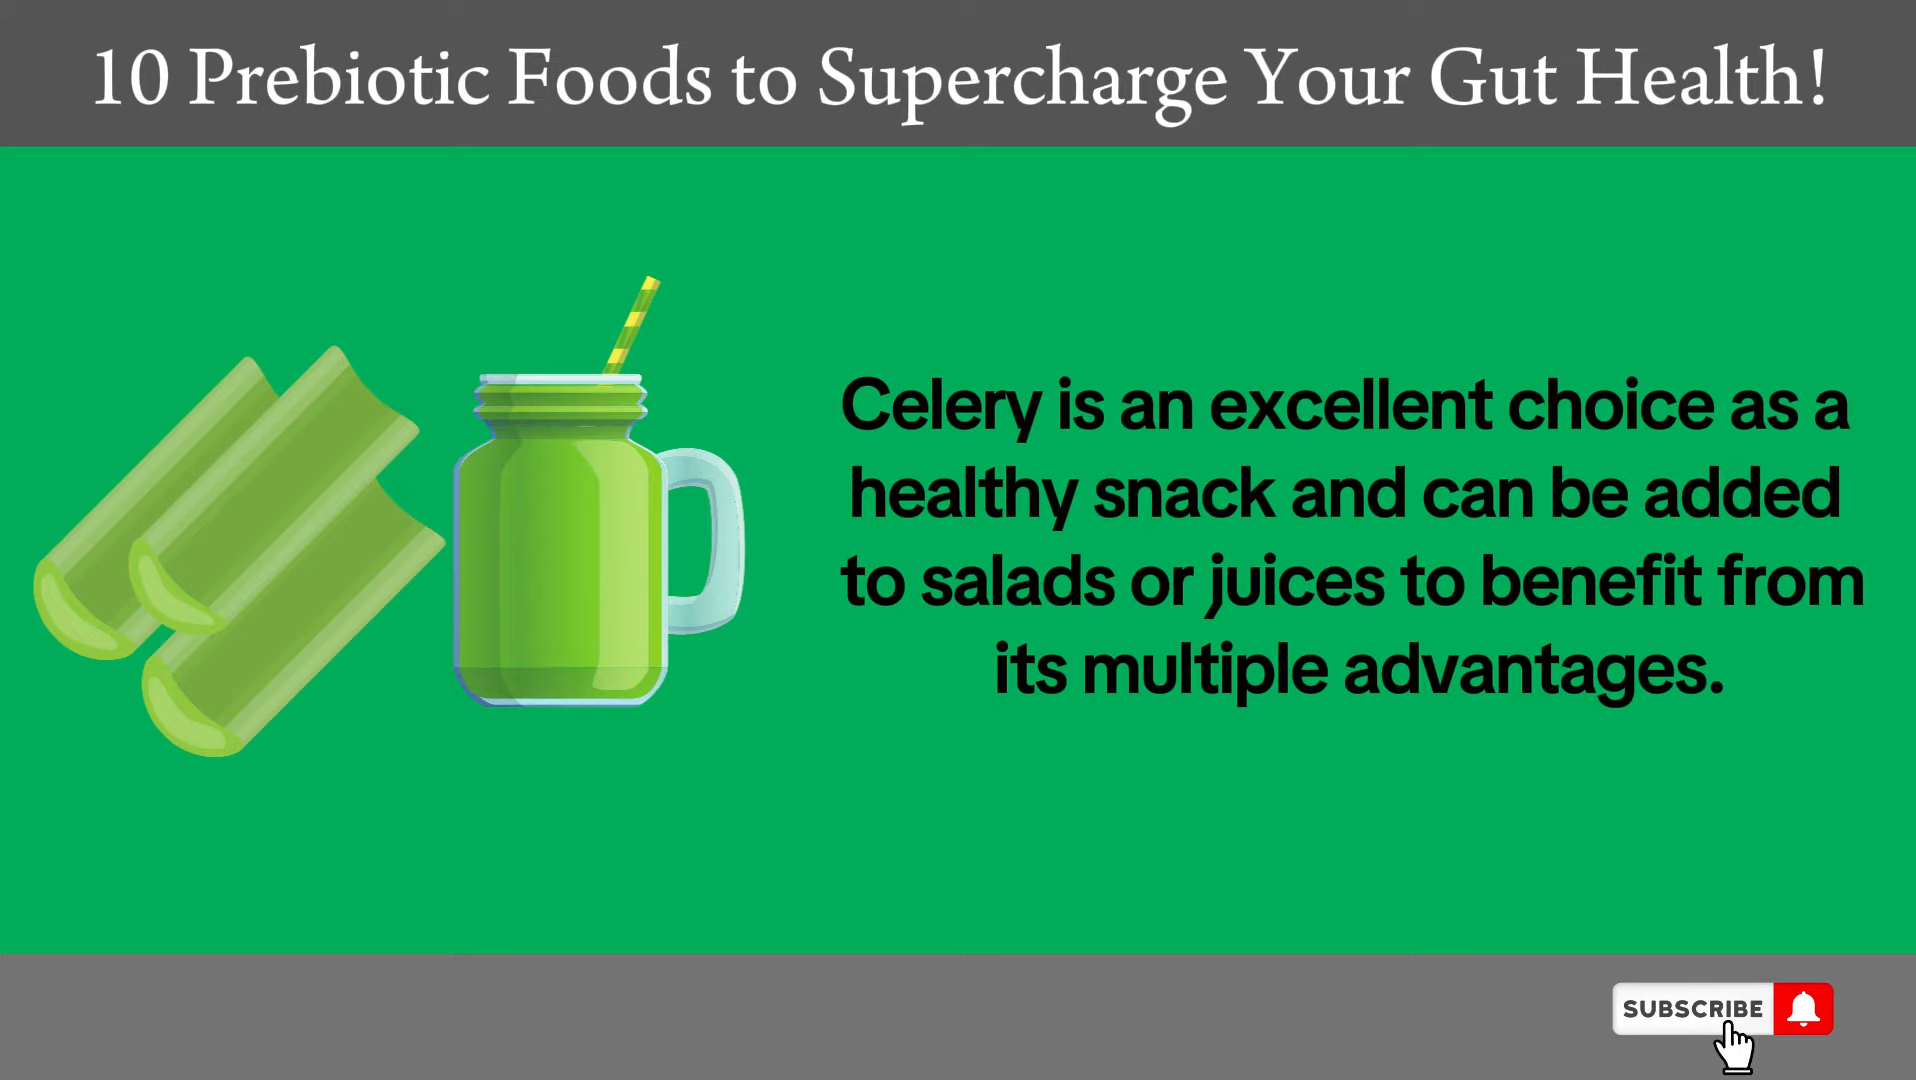 10 Prebiotic Foods to Supercharge Your Gut Health!
Celery is an excellent choice as a
healthy snack and can be added
to salads or juices to benefit from
its multiple advantages.
SUBSCRIBE